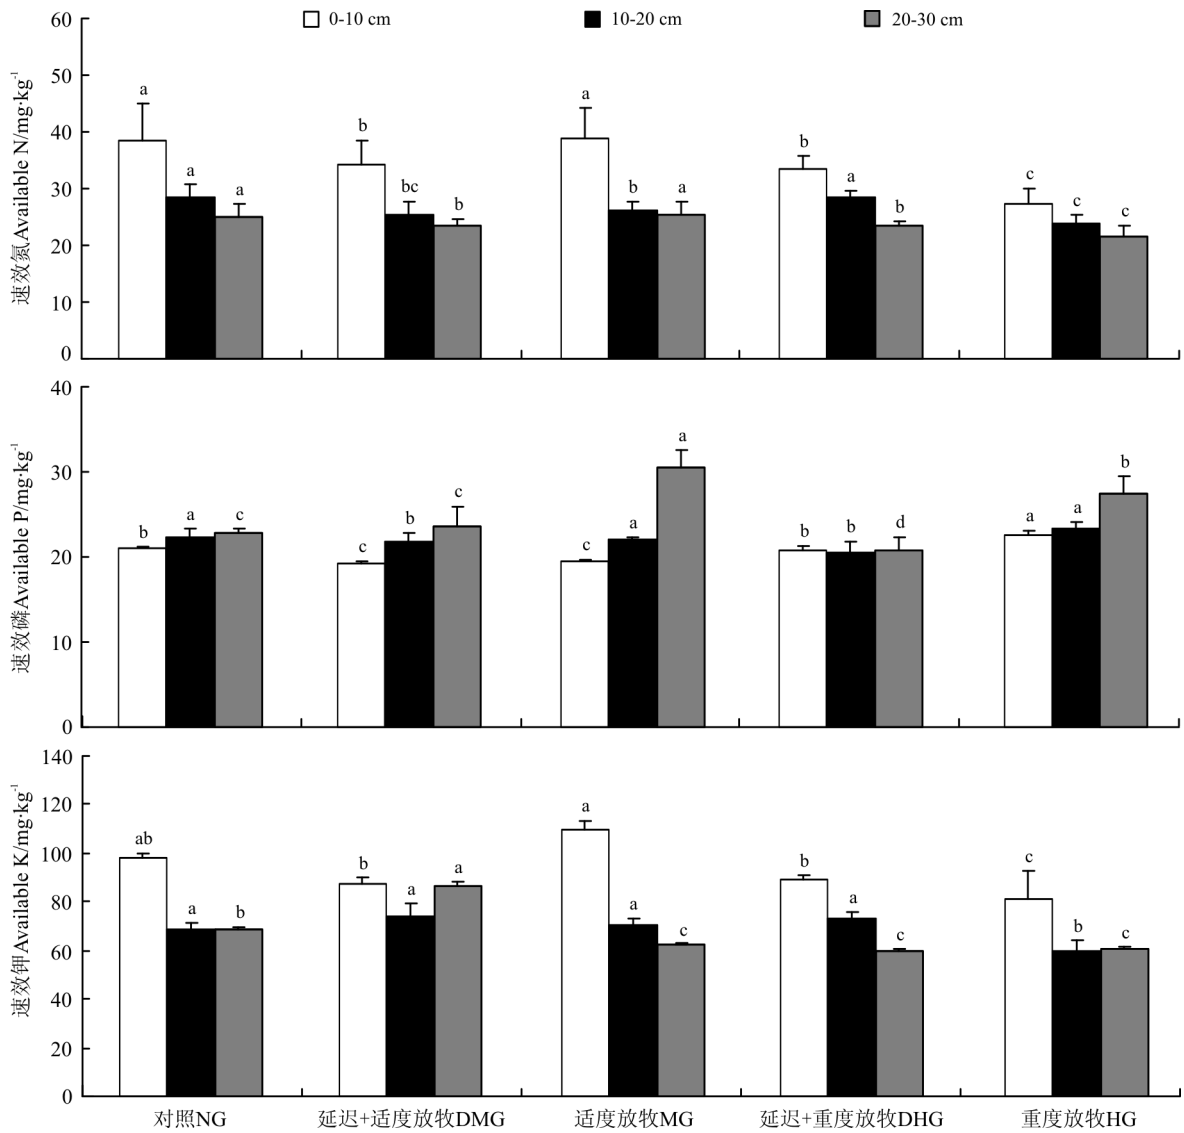 0-10 cm 10-20 cm 20-30 cm
速效氮Available N/mg·kg⁻¹
60
50
40
30
20
10
0
a a a
b bc b
a b a
b a b
c c c
速效磷Available P/mg·kg⁻¹
40
30
20
10
0
b a c
c b c
c a a
b b d
a a b
速效钾Available K/mg·kg⁻¹
140
120
100
80
60
40
20
0
ab a b
b a a
a a c
b a c
c b c
对照NG 延迟+适度放牧DMG 适度放牧MG 延迟+重度放牧DHG 重度放牧HG